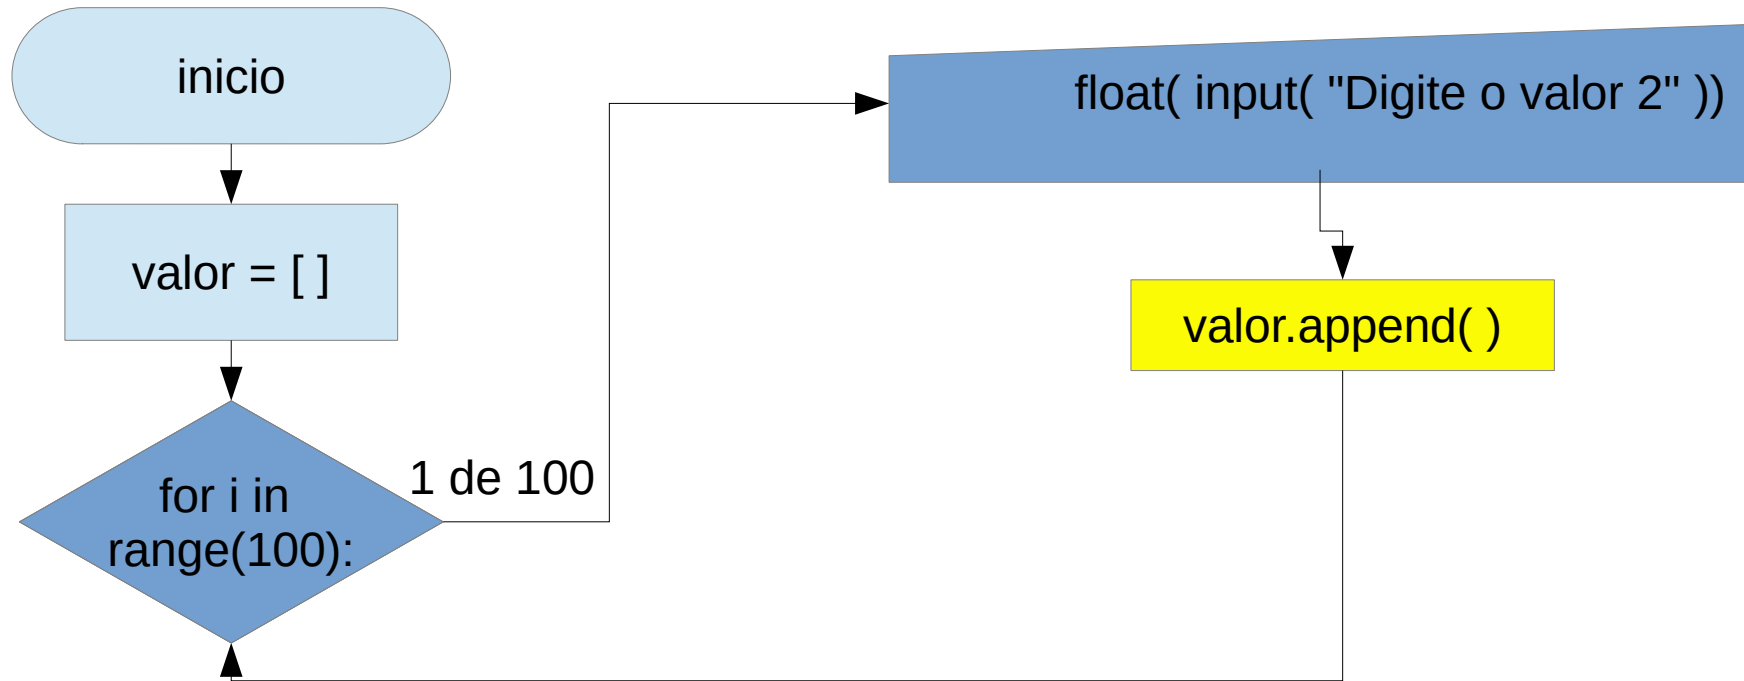 inicio
valor = [ ]
for i in
range(100):
1 de 100
float( input( "Digite o valor 2" ))
valor.append( )